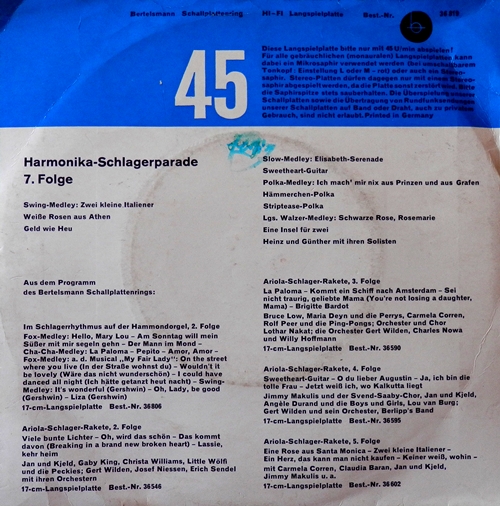 Bertelsmann Schallplattenring Hi-Fi Langspielplatte Best.-Nr.
45
Diese Langspielplatte bitte nur mit 45 U/min abspielen!
Für alle gebräuchlichen (monauralen) Langspielplatten kann
dabei ein Mikrosaphir verwendet werden (bei umschaltbarem
Tonkopf: Einstellung L oder M - rot) oder auch ein Stereo-
saphir. Stereo-Platten dürfen dagegen nur mit einem Stereo-
saphir abgespielt werden, da die Platte sonst zerstört wird. Bitte
die Saphirspitze stets sauberhalten. Die Überspielung unserer
Schallplatten sowie die Übertragung von Rundfunksendungen
unserer Schallplatten auf Band oder Draht, auch zu privatem
Gebrauch, sind nicht erlaubt. Printed in Germany
Harmonika-Schlagerparade
7. Folge
Swing-Medley: Zwei kleine Italiener
Weiße Rosen aus Athen
Geld wie Heu
Slow-Medley: Elisabeth-Serenade
Sweetheart-Guitar
Polka-Medley: Ich mach' mir nix aus Prinzen und aus Grafen
Hämmerchen-Polka
Striptease-Polka
Lgs. Walzer-Medley: Schwarze Rose, Rosemarie
Eine Insel für zwei
Heinz und Günther mit ihren Solisten
Aus dem Programm
des Bertelsmann Schallplattenrings:
Im Schlagerrhythmus auf der Hammondorgel, 2. Folge
Fox-Medley: Hello, Mary Lou – Am Sonntag will mein
Süßer mit mir segeln gehn – Der Mann im Mond –
Cha-Cha-Medley: La Paloma – Pepito – Amor, Amor –
Fox-Medley: a. d. Musical „My Fair Lady": On the street
where you live (In der Straße wohnst du) – Wouldn't it
be lovely (Wäre das nicht wunderschön) – I could have
danced all night (Ich hätte getanzt heut nacht) – Swing-
Medley: It's wonderful (Gershwin) – Oh, Lady, be good
(Gershwin) – Liza (Gershwin)
17-cm-Langspielplatte Best.-Nr. 36806
Ariola-Schlager-Rakete, 2. Folge
Viele bunte Lichter – Oh, wird das schön – Das kommt
davon (Breaking in a brand new broken heart) – Lassie,
kehr heim
Jan und Kjeld, Gaby King, Christa Williams, Little Wölfi
und die Peckies; Gert Wilden, Josef Niessen, Erich Sendel
mit ihren Orchestern
17-cm-Langspielplatte Best.-Nr. 36546
Ariola-Schlager-Rakete, 3. Folge
La Paloma – Kommt ein Schiff nach Amsterdam – Sei
nicht traurig, geliebte Mama (You're not losing a daughter,
Mama) – Brigitte Bardot
Bruce Low, Maria Deyn und die Perrys, Carmela Corren,
Rolf Peer und die Ping-Pongs; Orchester und Chor
Lothar Nakat; die Orchester Gert Wilden, Charles Nowa
und Willy Hoffmann
17-cm-Langspielplatte Best.-Nr. 36590
Ariola-Schlager-Rakete, 4. Folge
Sweetheart-Guitar – O du lieber Augustin – Ja, ich bin die
tolle Frau – Jetzt weiß ich, wo Kalkutta liegt
Jimmy Makulis und der Svend-Saaby-Chor, Jan und Kjeld,
Angèle Durand und die Boys und Girls, Lou van Burg;
Gert Wilden und sein Orchester, Berlipp's Band
17-cm-Langspielplatte Best.-Nr. 36595
Ariola-Schlager-Rakete, 5. Folge
Eine Rose aus Santa Monica – Zwei kleine Italiener –
Ein Herz, das kann man nicht kaufen – Keiner weiß, wohin –
mit Carmela Corren, Claudia Baran, Jan und Kjeld,
Jimmy Makulis u. a.
17-cm-Langspielplatte Best.-Nr. 36602